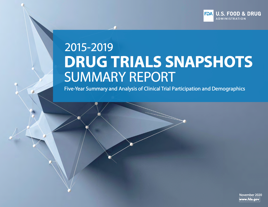 FDA U.S. FOOD & DRUG
ADMINISTRATION
2015-2019
DRUG TRIALS SNAPSHOTS
SUMMARY REPORT
Five-Year Summary and Analysis of Clinical Trial Participation and Demographics
November 2020
www.fda.gov